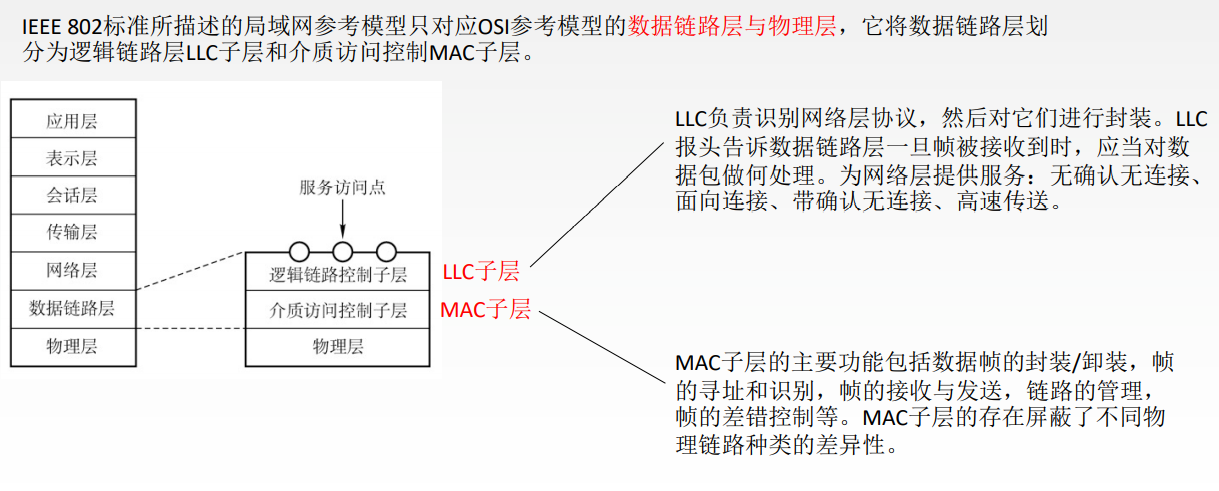 IEEE 802标准所描述的局域网参考模型只对应OSI参考模型的数据链路层与物理层，它将数据链路层划
分为逻辑链路层LLC子层和介质访问控制MAC子层。
应用层
表示层
会话层
传输层
网络层
数据链路层
物理层
服务访问点
逻辑链路控制子层
介质访问控制子层
物理层
LLC子层
MAC子层
LLC负责识别网络层协议，然后对它们进行封装。LLC
报头告诉数据链路层一旦帧被接收到时，应当对数
据包做何处理。为网络层提供服务：无确认无连接、
面向连接、带确认无连接、高速传送。
MAC子层的主要功能包括数据帧的封装/卸装，帧
的寻址和识别，帧的接收与发送，链路的管理，
帧的差错控制等。MAC子层的存在屏蔽了不同物
理链路种类的差异性。